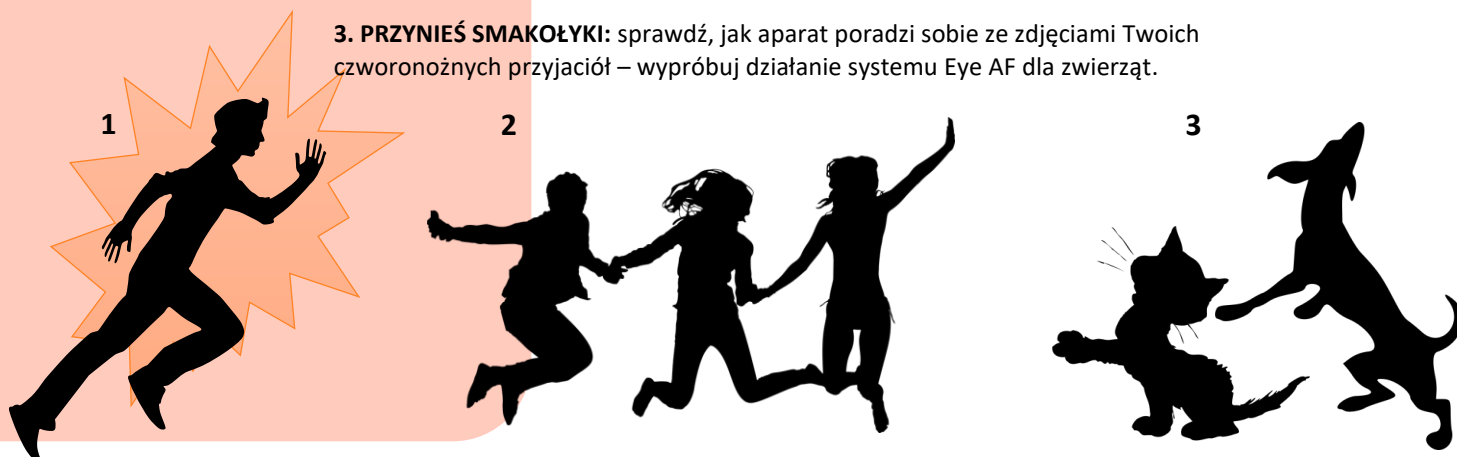 3. PRZYNIEŚ SMAKOŁYKI: sprawdź, jak aparat poradzi sobie ze zdjęciami Twoich
czworonożnych przyjaciół – wypróbuj działanie systemu Eye AF dla zwierząt.
1
2
3